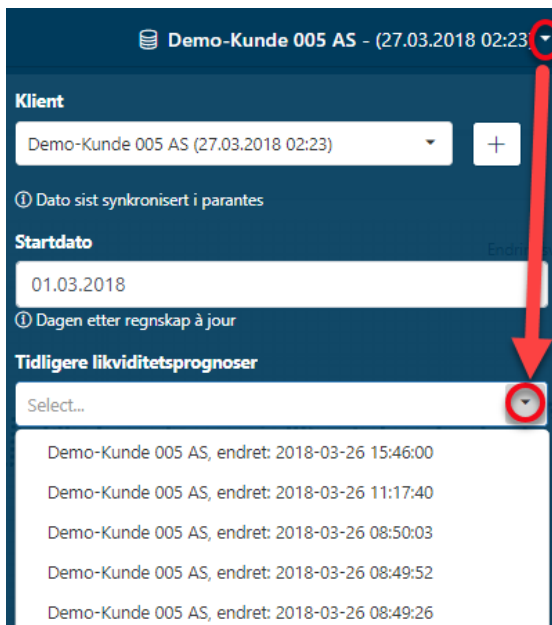 Demo-Kunde 005 AS - (27.03.2018 02:23)
Klient
Demo-Kunde 005 AS (27.03.2018 02:23)
Dato sist synkronisert i parantes
Startdato
01.03.2018
Dagen etter regnskap à jour
Tidligere likviditetsprognoser
Select...
Demo-Kunde 005 AS, endret: 2018-03-26 15:46:00
Demo-Kunde 005 AS, endret: 2018-03-26 11:17:40
Demo-Kunde 005 AS, endret: 2018-03-26 08:50:03
Demo-Kunde 005 AS, endret: 2018-03-26 08:49:52
Demo-Kunde 005 AS, endret: 2018-03-26 08:49:26